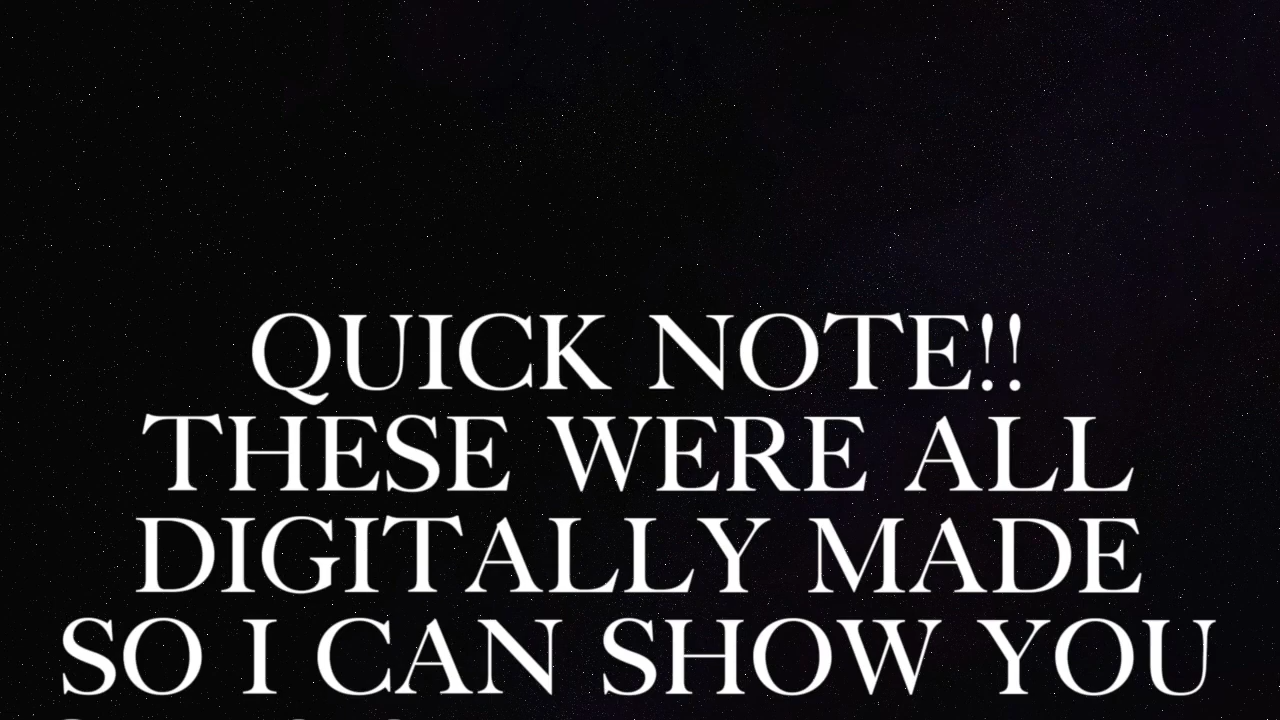 QUICK NOTE!!
THESE WERE ALL
DIGITALLY MADE
SO I CAN SHOW YOU